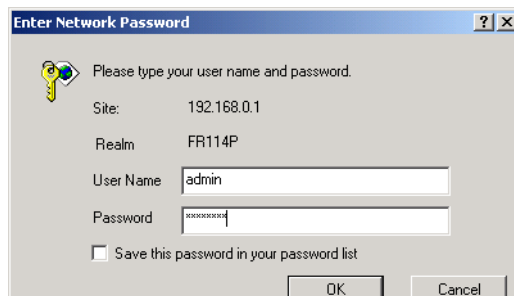 Enter Network Password
Please type your user name and password.
Site: 192.168.0.1
Realm FR114P
User Name admin
Password ********
Save this password in your password list
OK Cancel